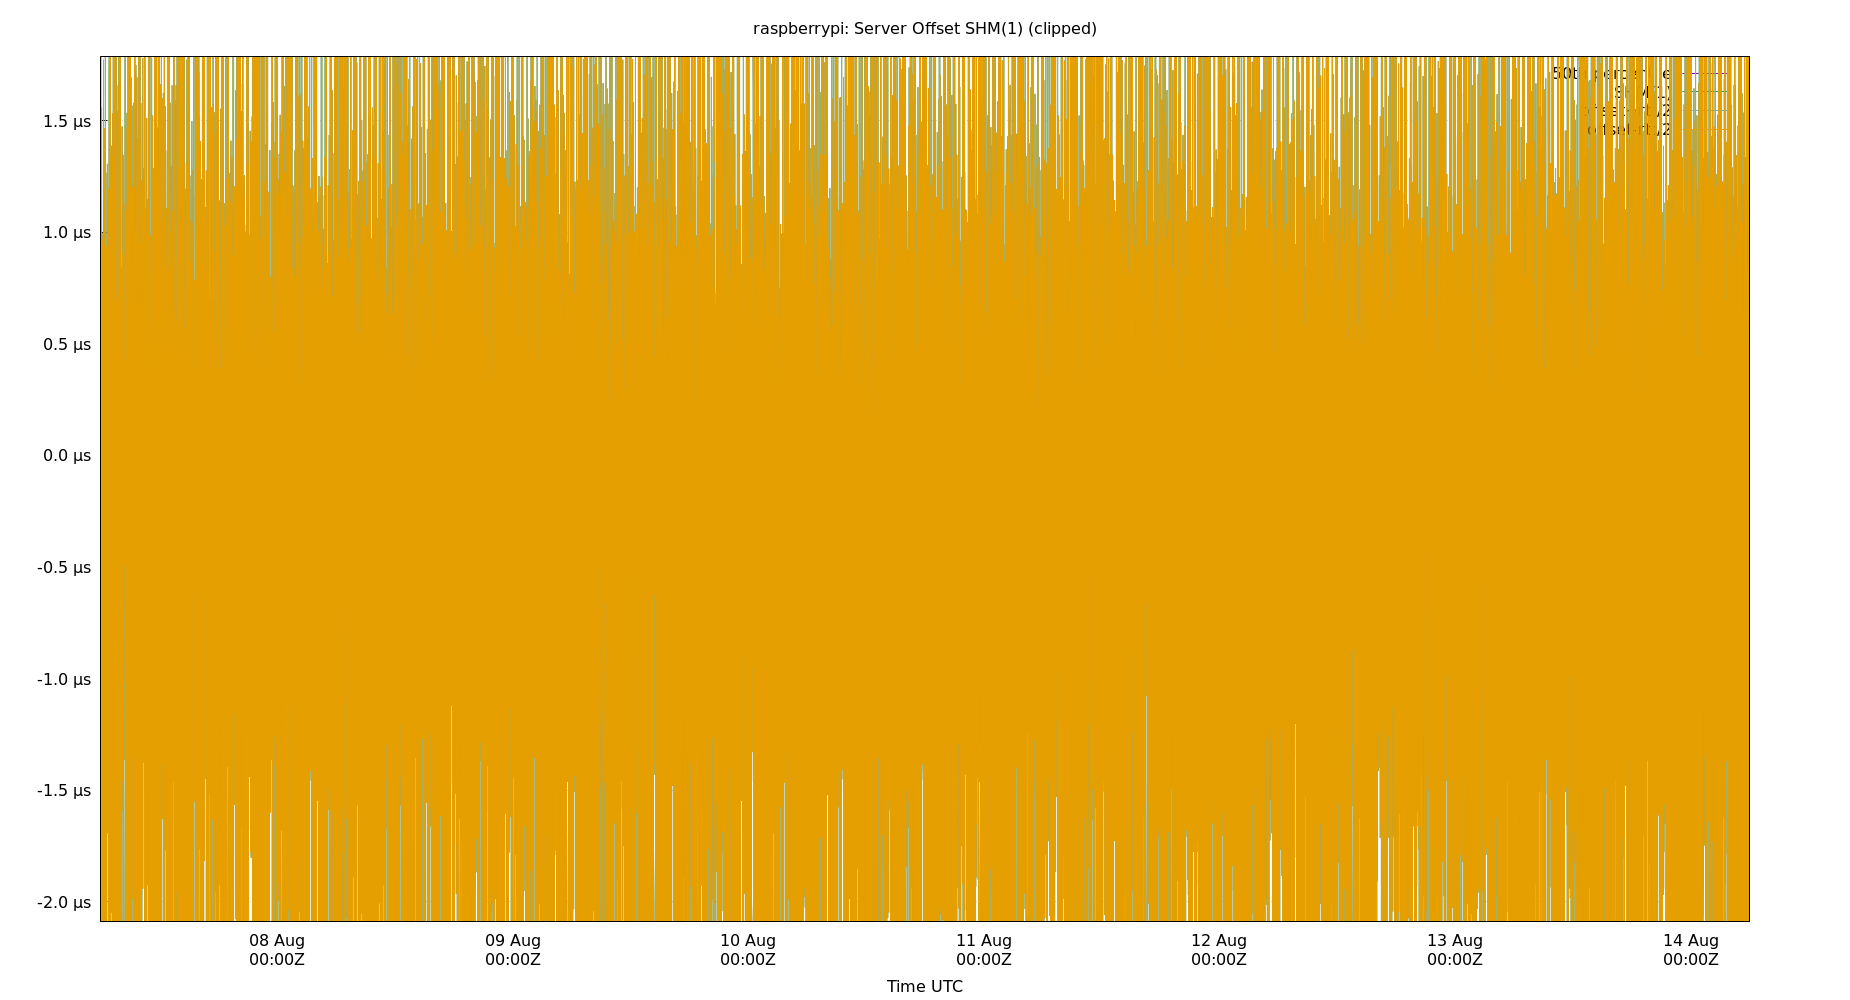 raspberrypi: Server Offset SHM(1) (clipped)
1.5 µs
1.0 µs
0.5 µs
0.0 µs
-0.5 µs
-1.0 µs
-1.5 µs
-2.0 µs
08 Aug 09 Aug 10 Aug 11 Aug 12 Aug 13 Aug 14 Aug
00:00Z 00:00Z 00:00Z 00:00Z 00:00Z 00:00Z 00:00Z
Time UTC